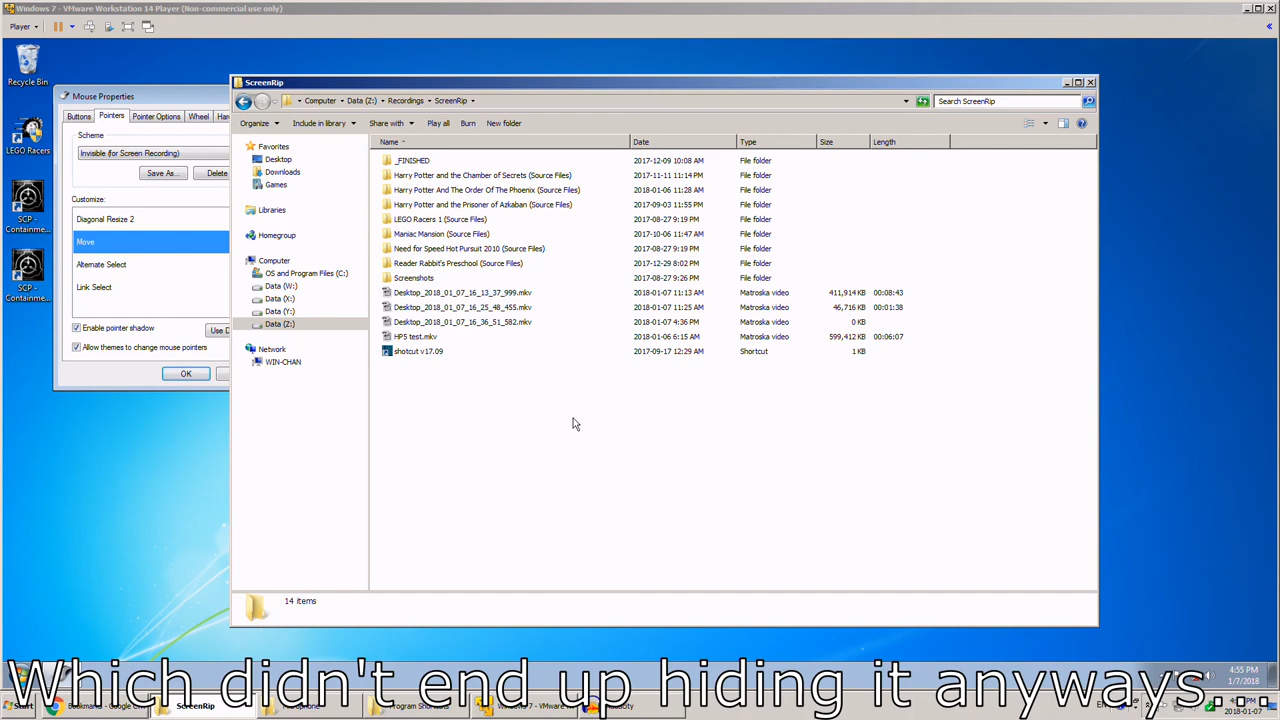 Windows 7 - VMware Workstation 14 Player (Non-commercial use only)
Player
Recycle Bin
LEGO Racers
SCP - Containme...
SCP - Containme...
Mouse Properties
Buttons Pointers Pointer Options Wheel
Scheme
Invisible (for Screen Recording)
Save As... Delete
Customize:
Diagonal Resize 2
Move
Alternate Select
Link Select
Enable pointer shadow
Allow themes to change mouse pointers
OK
ScreenRip
Computer Data (Z:) Recordings ScreenRip
Search ScreenRip
Organize Include in library Share with Play all Burn New folder
Favorites
Desktop
Downloads
Games
Libraries
Homegroup
Computer
OS and Program Files (C:)
Data (W:)
Data (X:)
Data (Y:)
Data (Z:)
Network
WIN-CHAN
Name Date Type Size Length
_FINISHED 2017-12-09 10:08 AM File folder
Harry Potter and the Chamber of Secrets (Source Files) 2017-11-11 11:14 PM File folder
Harry Potter And The Order Of The Phoenix (Source Files) 2018-01-06 11:28 AM File folder
Harry Potter and the Prisoner of Azkaban (Source Files) 2017-09-03 11:55 PM File folder
LEGO Racers 1 (Source Files) 2017-08-27 9:19 PM File folder
Maniac Mansion (Source Files) 2017-10-06 11:47 AM File folder
Need for Speed Hot Pursuit 2010 (Source Files) 2017-08-27 9:19 PM File folder
Reader Rabbit's Preschool (Source Files) 2017-12-29 8:02 PM File folder
Screenshots 2017-08-27 9:26 PM File folder
Desktop_2018_01_07_16_13_37_999.mkv 2018-01-07 11:13 AM Matroska video 411,914 KB 00:08:43
Desktop_2018_01_07_16_25_48_455.mkv 2018-01-07 11:25 AM Matroska video 46,716 KB 00:01:38
Desktop_2018_01_07_16_36_51_582.mkv 2018-01-07 4:36 PM Matroska video 0 KB
HP5 test.mkv 2018-01-06 6:15 AM Matroska video 599,412 KB 00:06:07
shotcut v17.09 2017-09-17 12:29 AM Shortcut 1 KB
14 items
4:55 PM
1/7/2018
Which didn't end up hiding it anyways
Start ScreenRip
2018-01-07